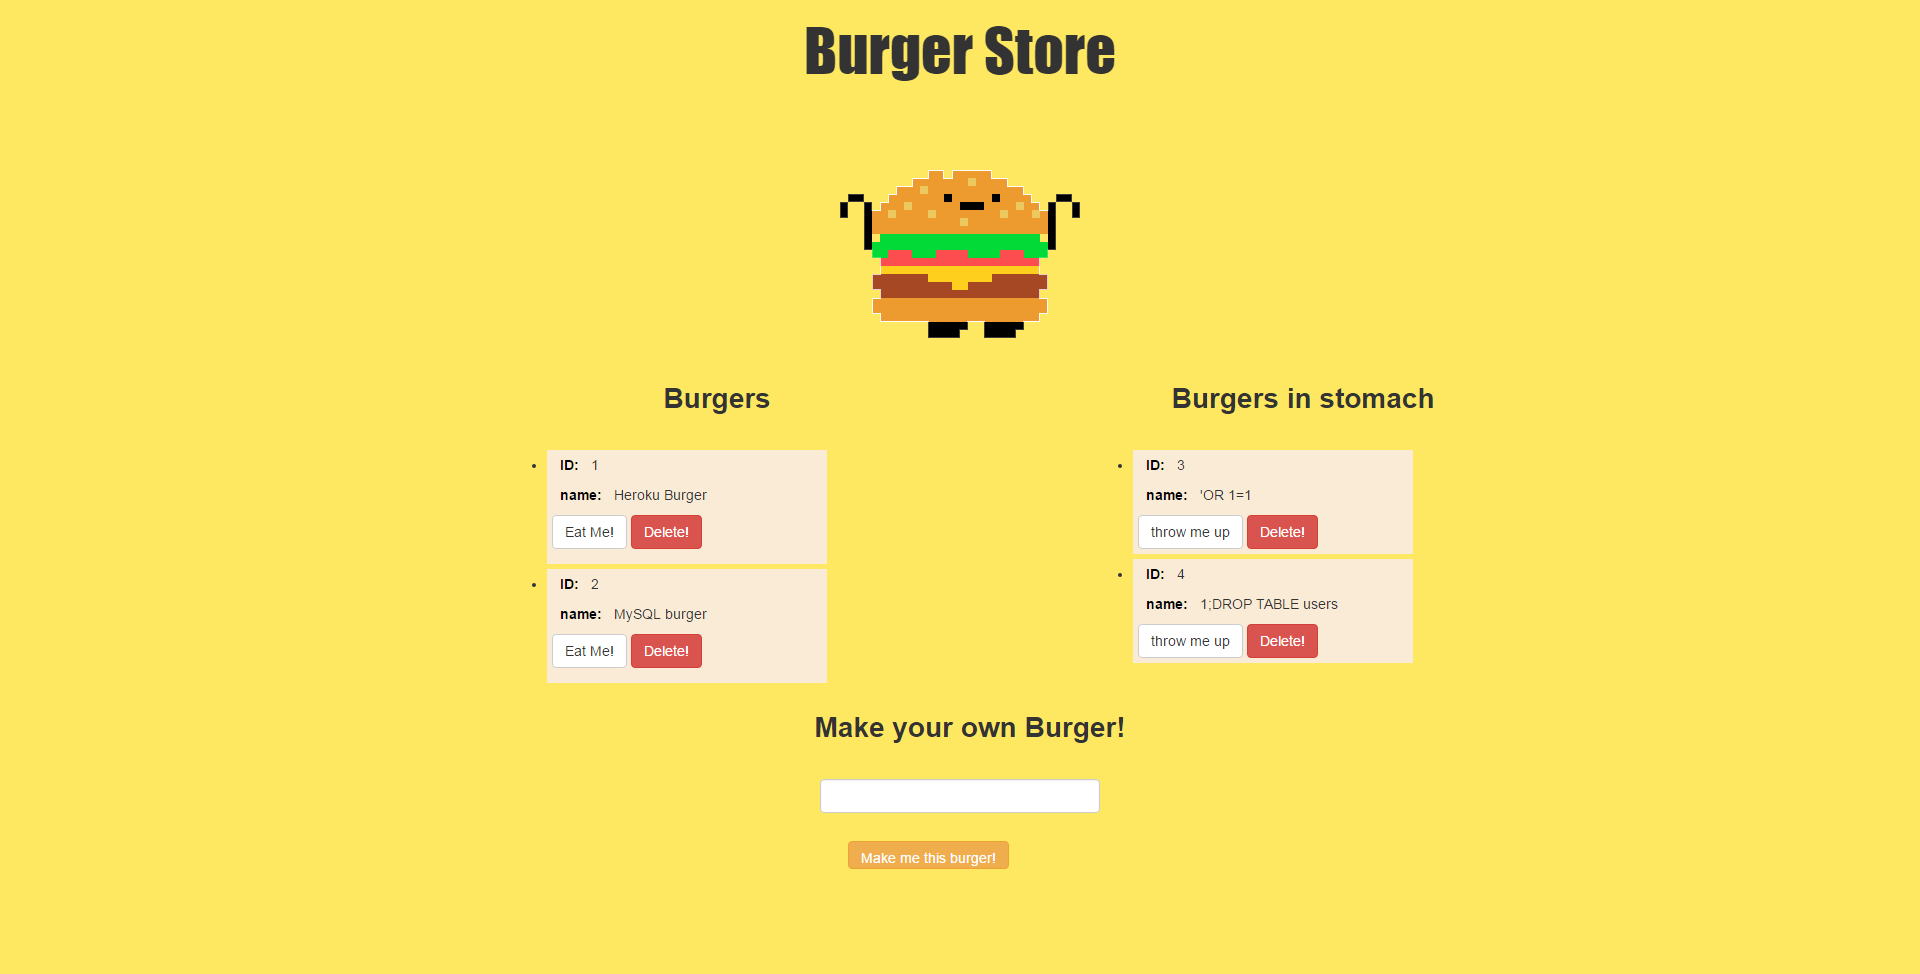 Burger Store
Burgers
ID: 1
name: Heroku Burger
Eat Me! Delete!
ID: 2
name: MySQL burger
Eat Me! Delete!
Burgers in stomach
ID: 3
name: 'OR 1=1
throw me up Delete!
ID: 4
name: 1;DROP TABLE users
throw me up Delete!
Make your own Burger!
Make me this burger!